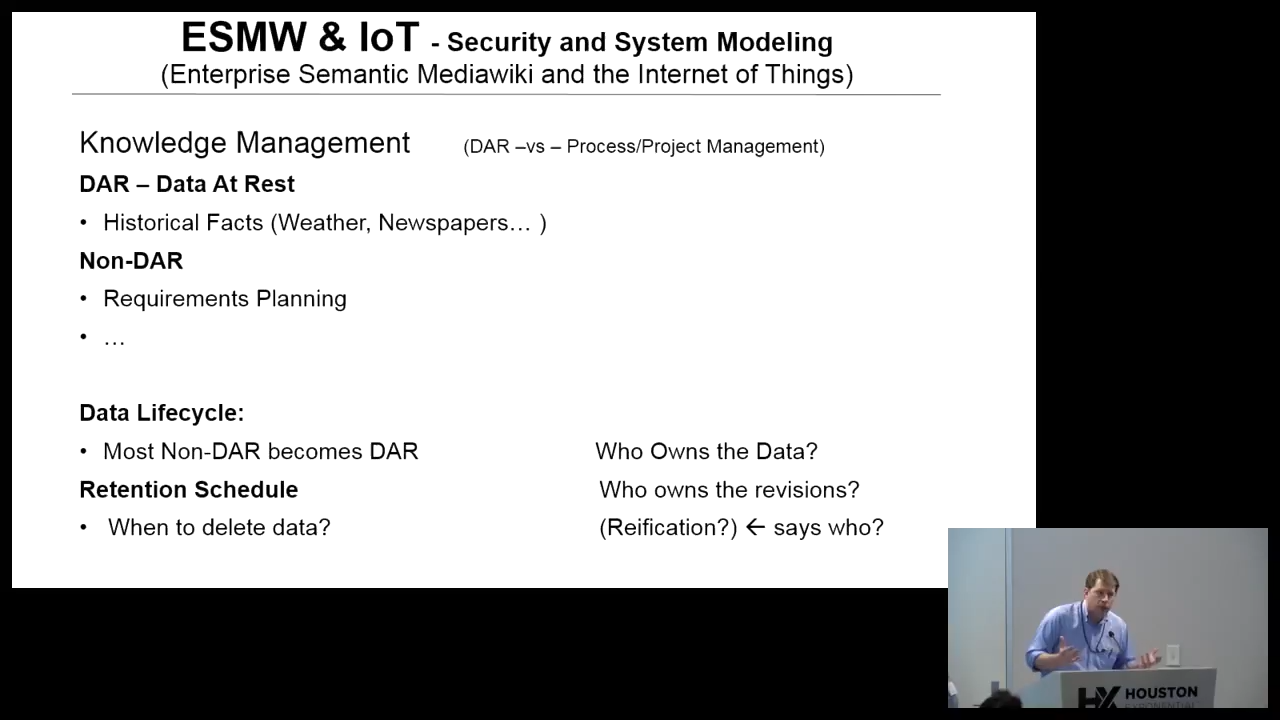 ESMW & IoT - Security and System Modeling
(Enterprise Semantic Mediawiki and the Internet of Things)
Knowledge Management (DAR –vs – Process/Project Management)
DAR – Data At Rest
• Historical Facts (Weather, Newspapers… )
Non-DAR
• Requirements Planning
• …
Data Lifecycle:
• Most Non-DAR becomes DAR Who Owns the Data?
Retention Schedule Who owns the revisions?
• When to delete data? (Reification?) ← says who?
HX HOUSTON
EXPONENTIAL